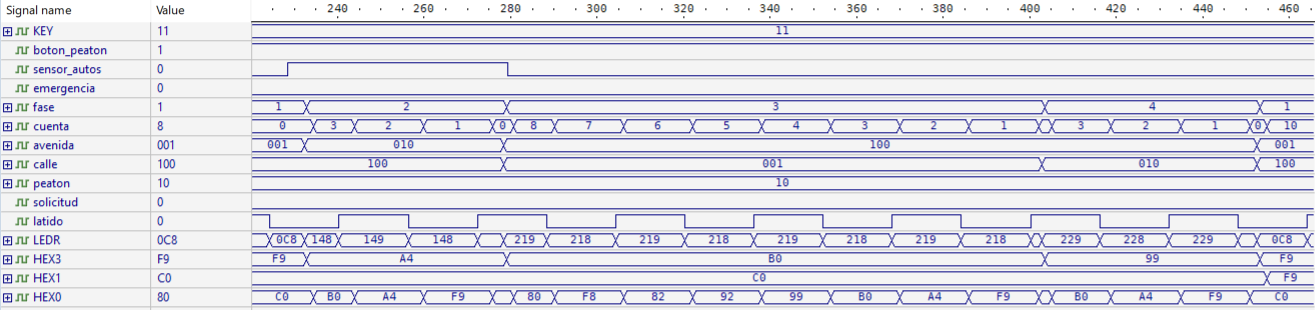 Signal name Value 240 260 280 300 320 340 360 380 400 420 440 460
KEY 11 11
boton_peaton 1
sensor_autos 0
emergencia 0
fase 1 1 2 3 4 1
cuenta 8 0 3 2 1 0 8 7 6 5 4 3 2 1 3 2 1 0 10
avenida 001 001 010 100 001
calle 100 100 001 010 100
peaton 10 10
solicitud 0
latido 0
LEDR 0C8 0C8 148 149 148 219 218 219 218 219 218 219 218 229 228 229 0C8
HEX3 F9 F9 A4 B0 99 F9
HEX1 C0 C0 F9
HEX0 80 C0 B0 A4 F9 80 F8 82 92 99 B0 A4 F9 B0 A4 F9 C0